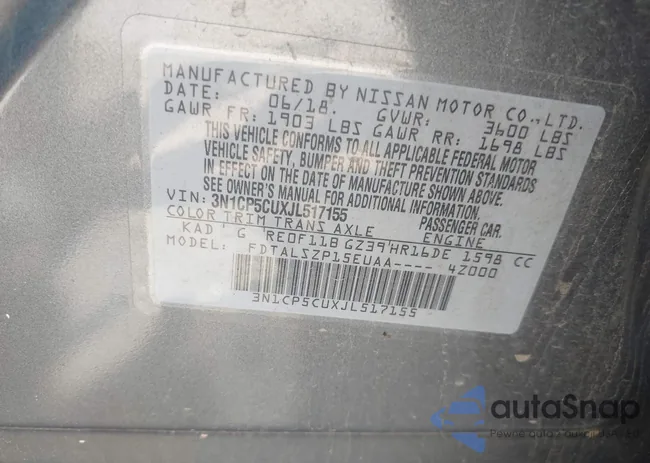 MANUFACTURED BY NISSAN MOTOR CO.,LTD.
DATE: 06/18. GVWR: 3600 LBS
GAWR FR: 1903 LBS GAWR RR: 1698 LBS
THIS VEHICLE CONFORMS TO ALL APPLICABLE FEDERAL MOTOR
VEHICLE SAFETY, BUMPER AND THEFT PREVENTION STANDARDS
IN EFFECT ON THE DATE OF MANUFACTURE SHOWN ABOVE.
SEE OWNER'S MANUAL FOR ADDITIONAL INFORMATION.
VIN: 3N1CP5CUXJL517155 PASSENGER CAR.
COLOR TRIM TRANS AXLE ENGINE
KAD G RE0F11B GZ39 HR16DE 1598 CC
FDTALSZP15EUAA---- 4Z000
3N1CP5CUXJL517155
autaSnap
Pewne auta z